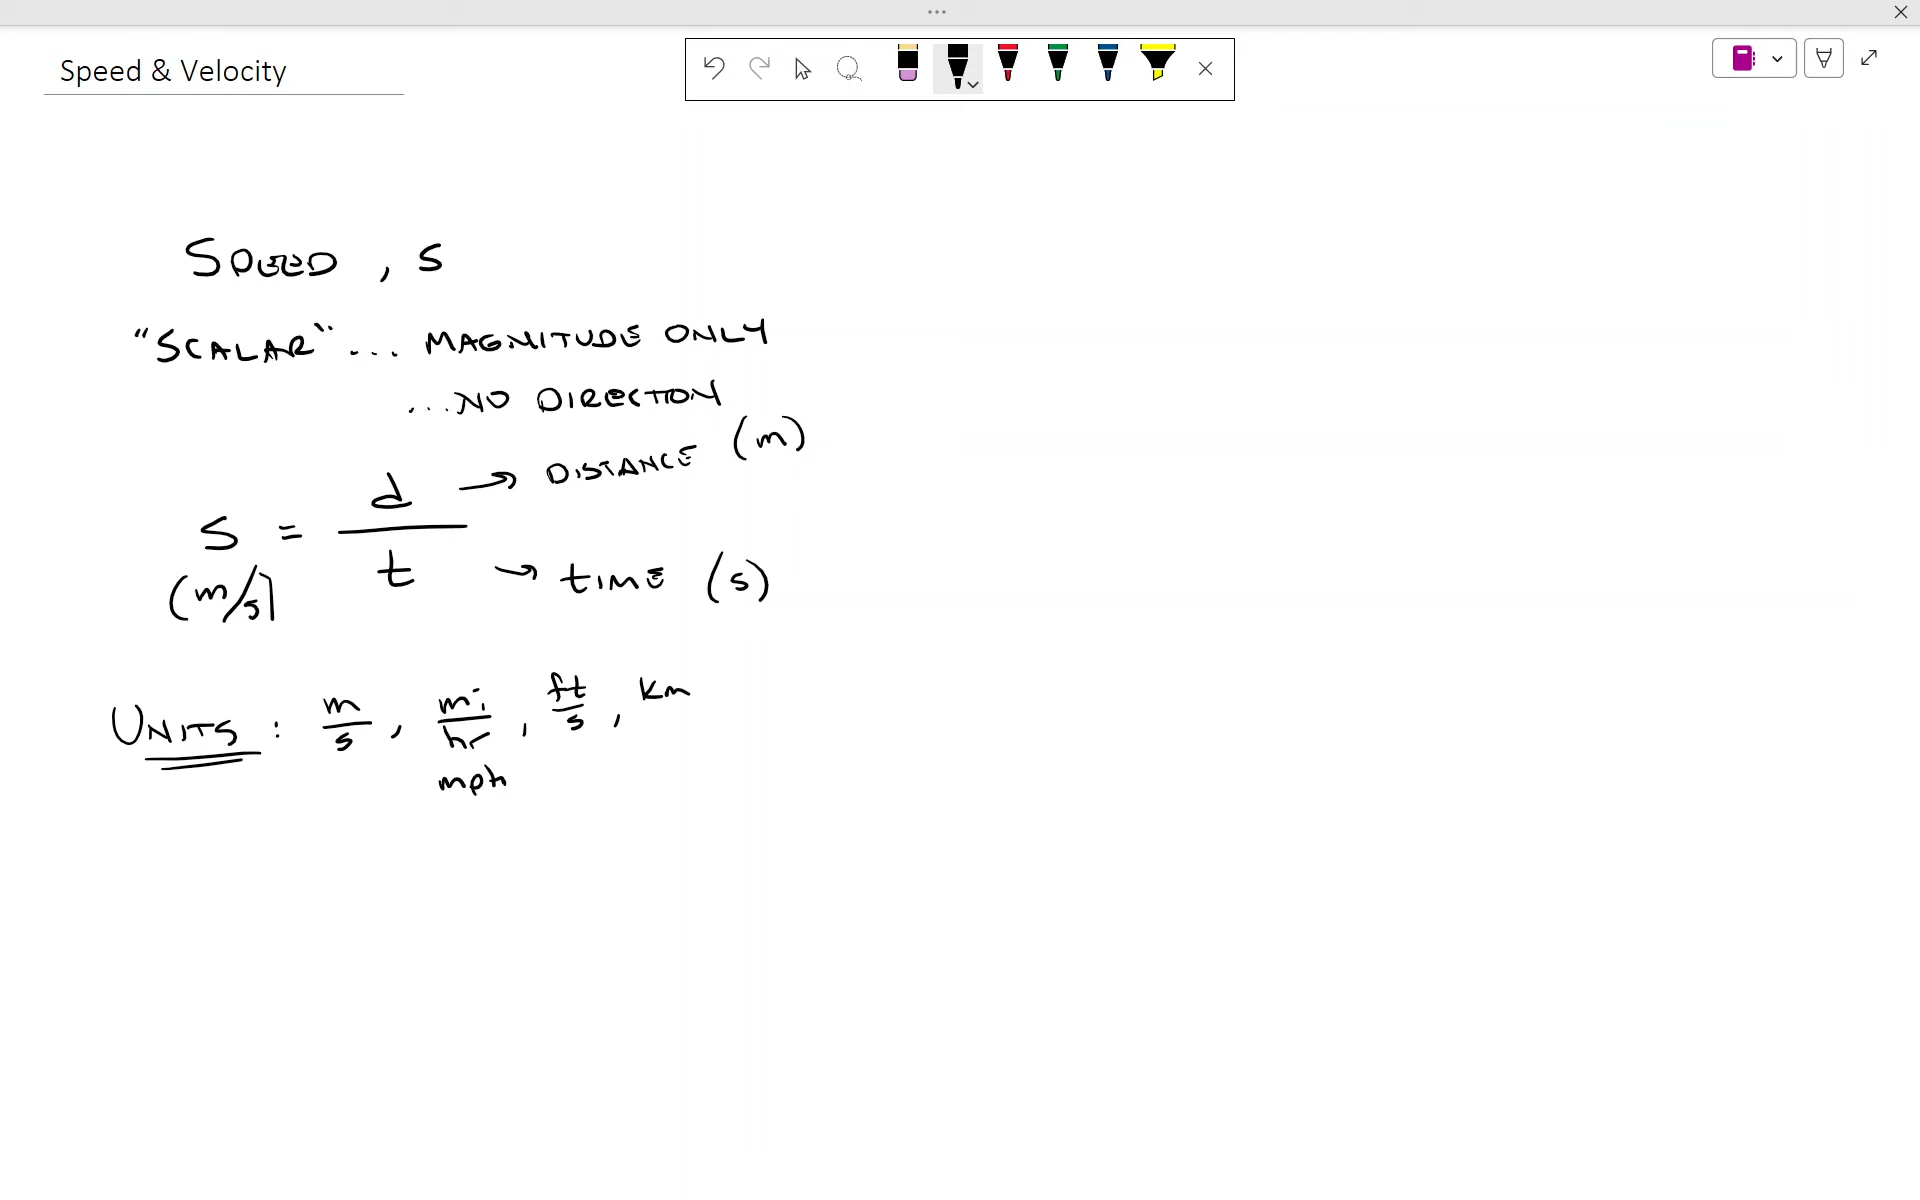 Speed & Velocity
SPEED , s
"SCALAR" ... MAGNITUDE ONLY
...NO DIRECTION
s = d/t
d → DISTANCE (m)
t → TIME (s)
(m/s)
UNITS : m/s , mi/hr , ft/s , km
mph